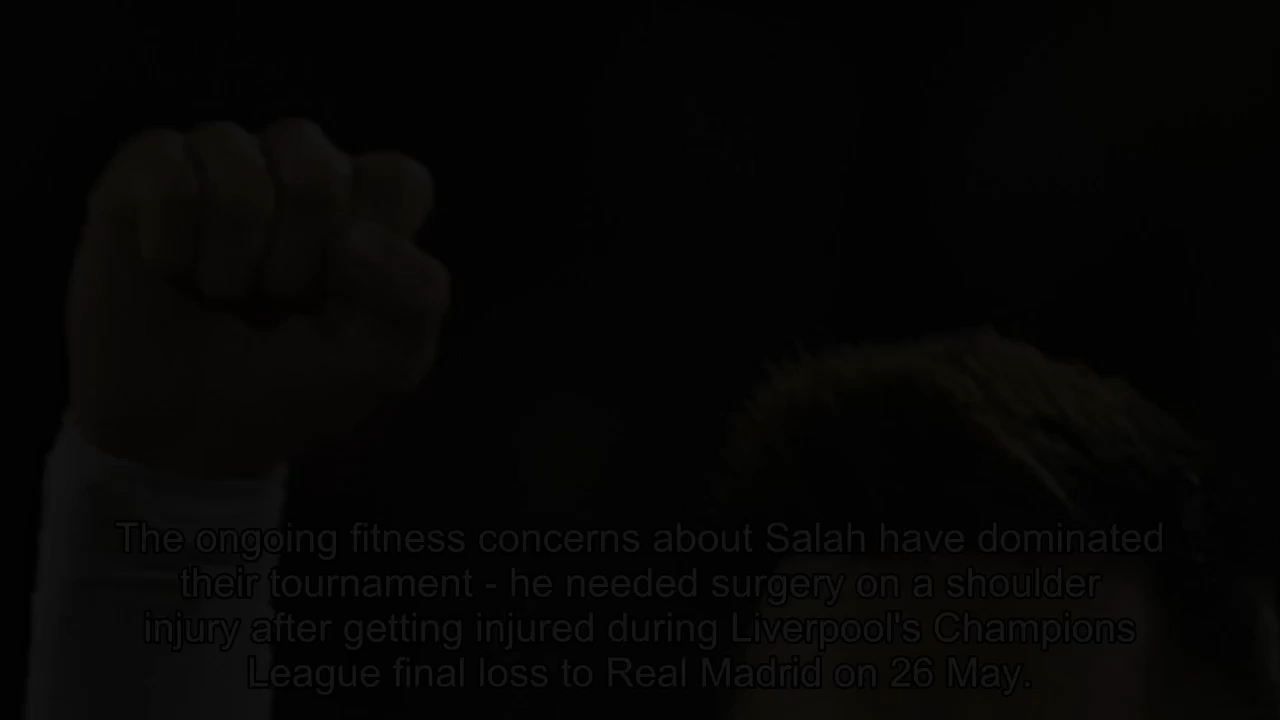 The ongoing fitness concerns about Salah have dominated
their tournament - he needed surgery on a shoulder
injury after getting injured during Liverpool's Champions
League final loss to Real Madrid on 26 May.